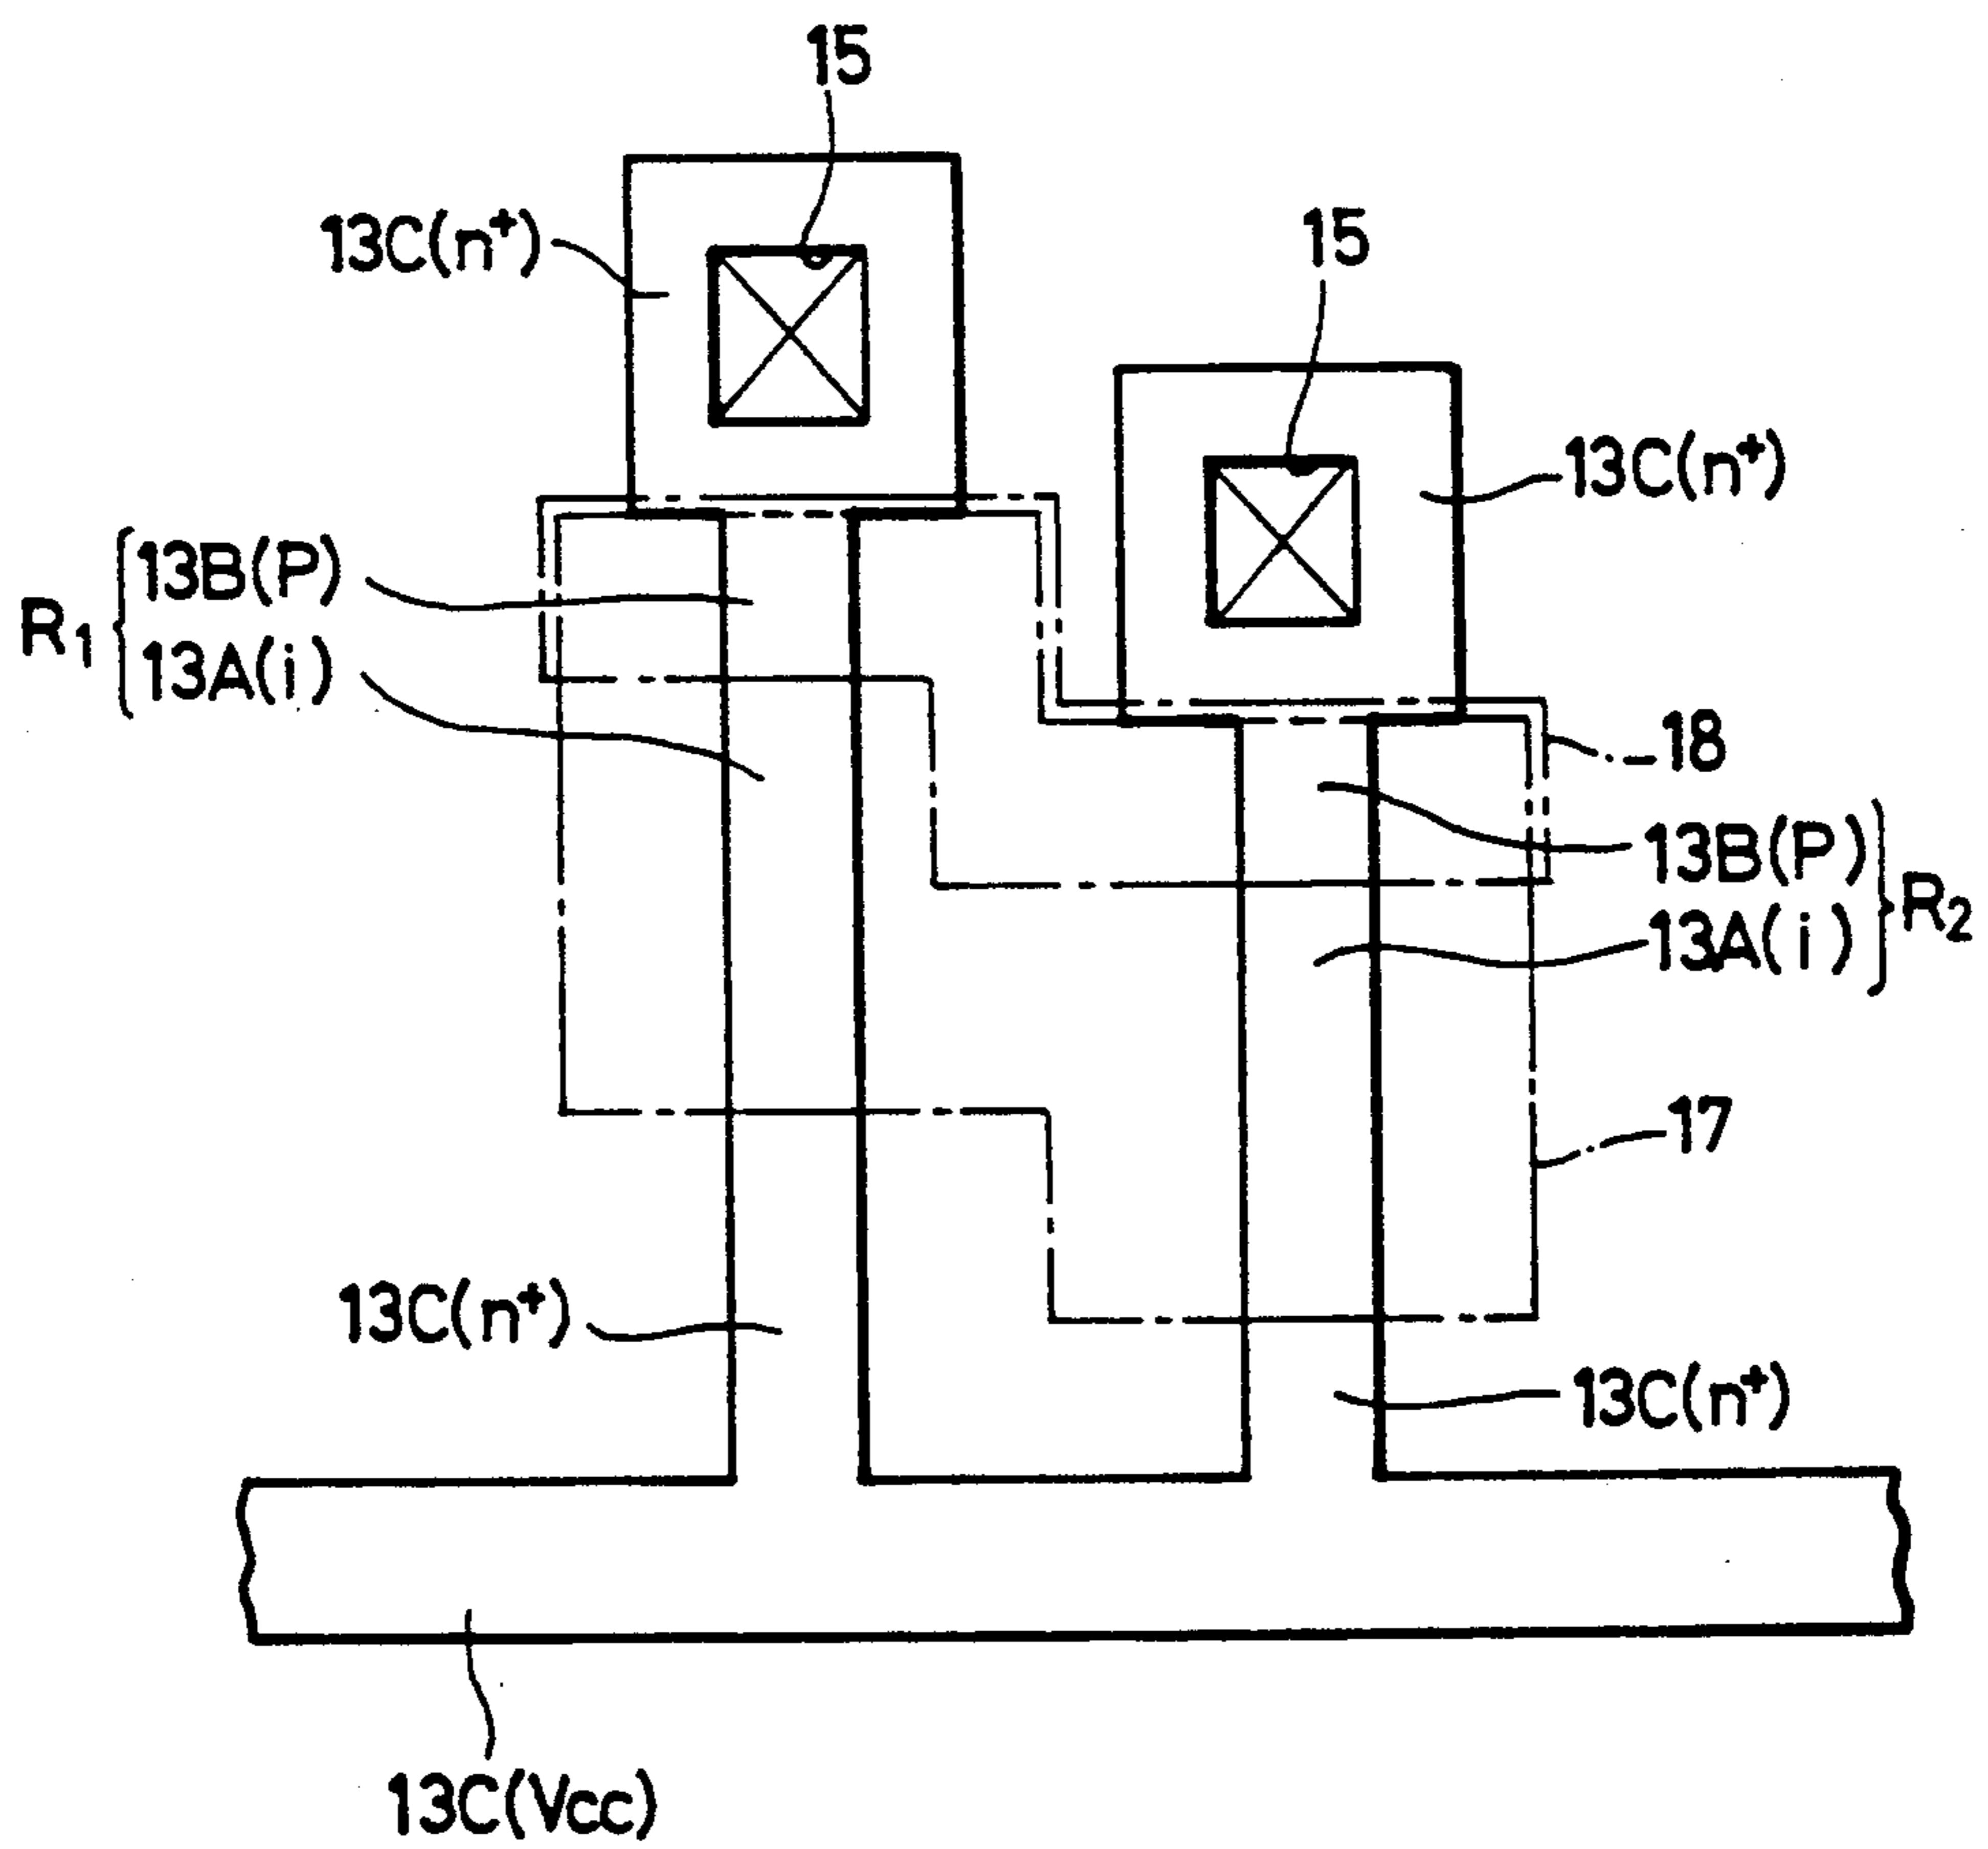 15
13C(n+)
15
13C(n+)
R1 { 13B(P)
13A(i)
18
13B(P)
13A(i) } R2
17
13C(n+)
13C(n+)
13C(Vcc)